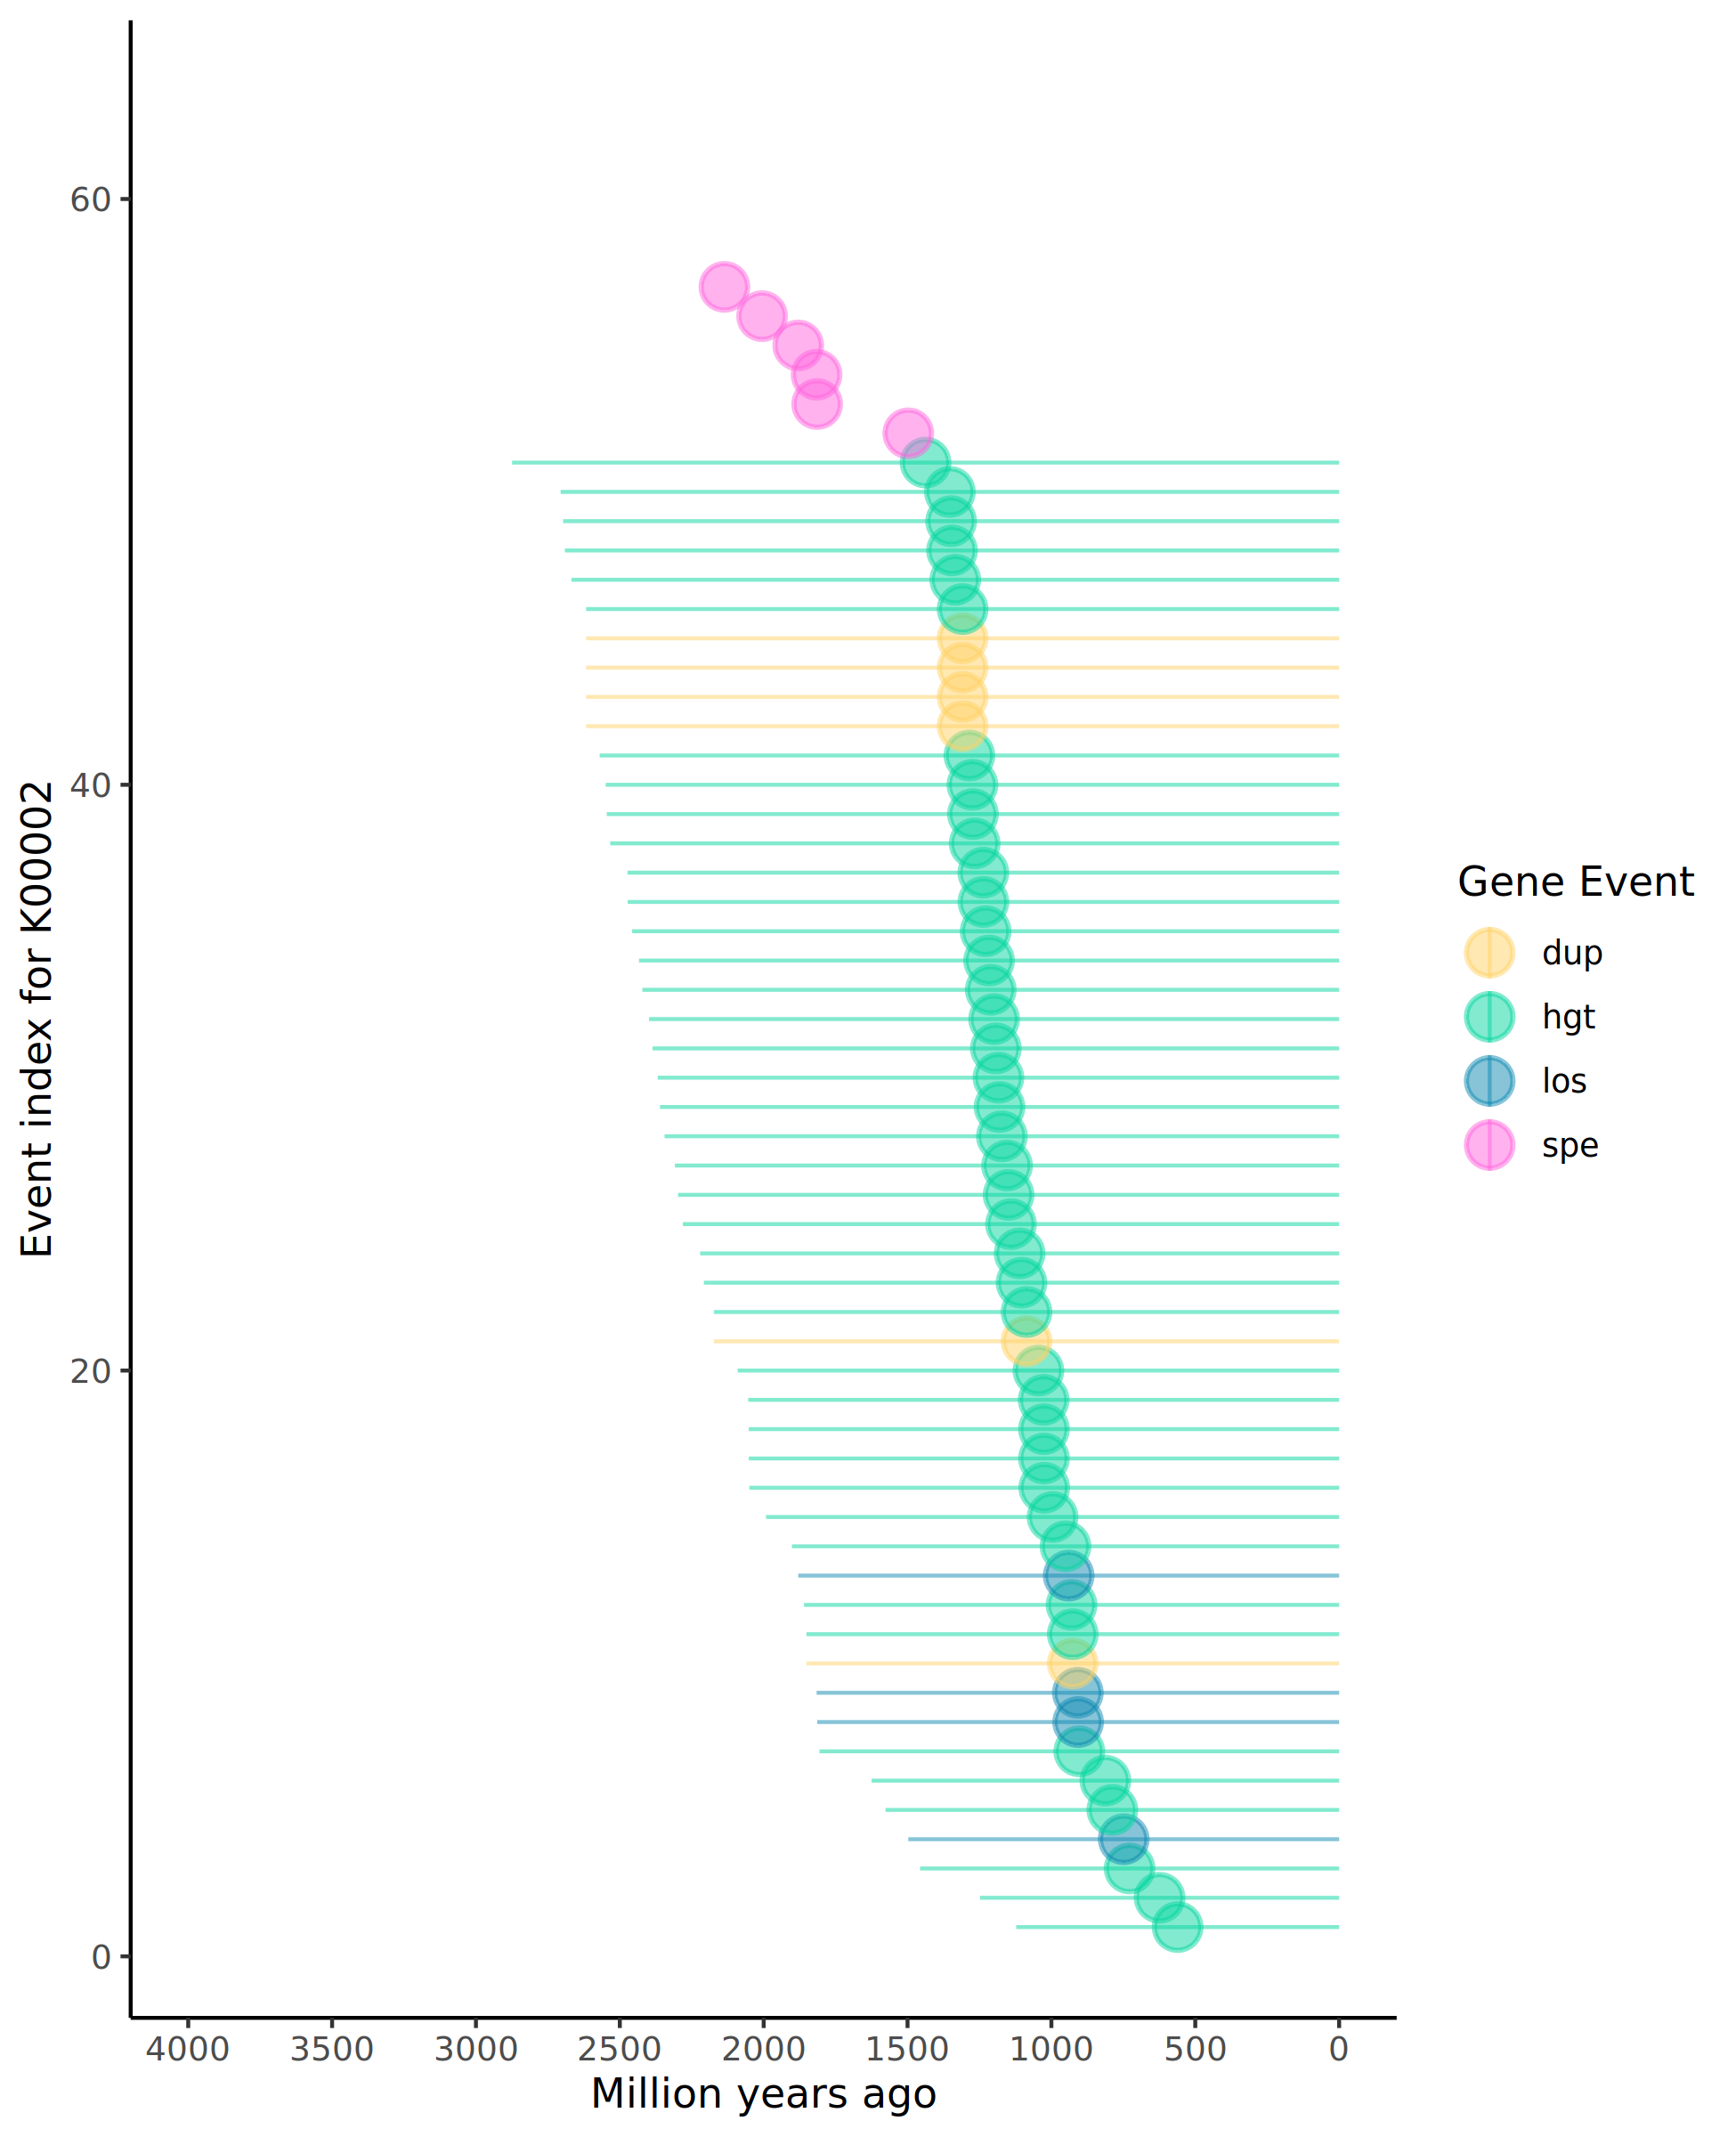 60
40
20
0
Event index for K00002
4000 3500 3000 2500 2000 1500 1000 500 0
Million years ago
Gene Event
dup
hgt
los
spe